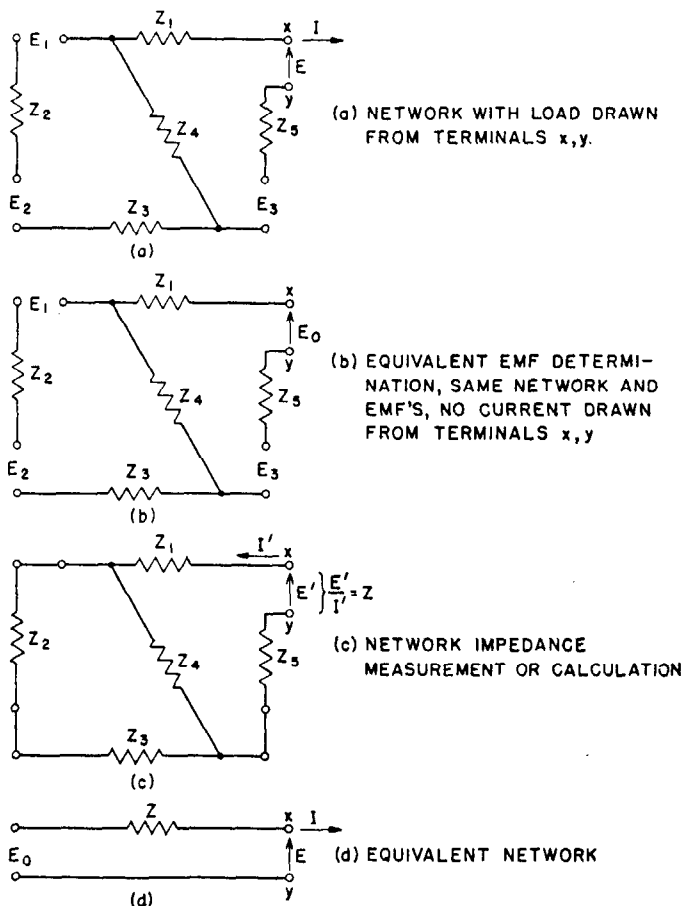 E1 Z1 x I
E
y
Z2 Z4 Z5
E2 Z3 E3
(a)
(a) NETWORK WITH LOAD DRAWN
FROM TERMINALS x,y.
E1 Z1 x
E0
y
Z2 Z4 Z5
E2 Z3 E3
(b)
(b) EQUIVALENT EMF DETERMI-
NATION, SAME NETWORK AND
EMF'S, NO CURRENT DRAWN
FROM TERMINALS x,y
Z1 I' x
E' } E'/I' = Z
y
Z2 Z4 Z5
Z3
(c)
(c) NETWORK IMPEDANCE
MEASUREMENT OR CALCULATION
Z x I
E0 E
y
(d)
(d) EQUIVALENT NETWORK